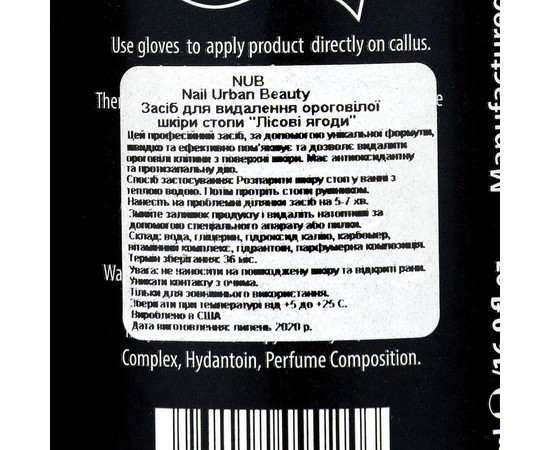 Use gloves to apply product directly on callus.
NUB
Nail Urban Beauty
Засіб для видалення ороговілої
шкіри стопи "Лісові ягоди"
Цей професійний засіб, за допомогою унікальної формули,
швидко та ефективно пом'якшує та дозволє видалити
ороговілі клітини з поверхні шкіри. Має антиоксидантну
та протизапальну дію.
Спосіб застосування: Розпарити шкіру стоп у ванні з
теплою водою. Потім протріть стопи рушником.
Нанесіть на проблемні ділянки засіб на 5-7 хв.
Змийте залишок продукту і видаліть натоптиші за
допомогою спеціального апарату або пилки.
Склад: вода, гліцерин, гідроксид калію, карбомер,
вітамінний комплекс, гідрантоїн, парфумерна композиція.
Термін зберігання: 36 міс.
Увага: не наносити на пошкоджену шкіру та відкриті рани.
Уникати контакту з очима.
Тільки для зовнішнього використання.
Зберігати при температурі від +5 до +25 С.
Вироблено в США
Дата виготовлення: липень 2020 р.
Complex, Hydantoin, Perfume Composition.
Manufactured